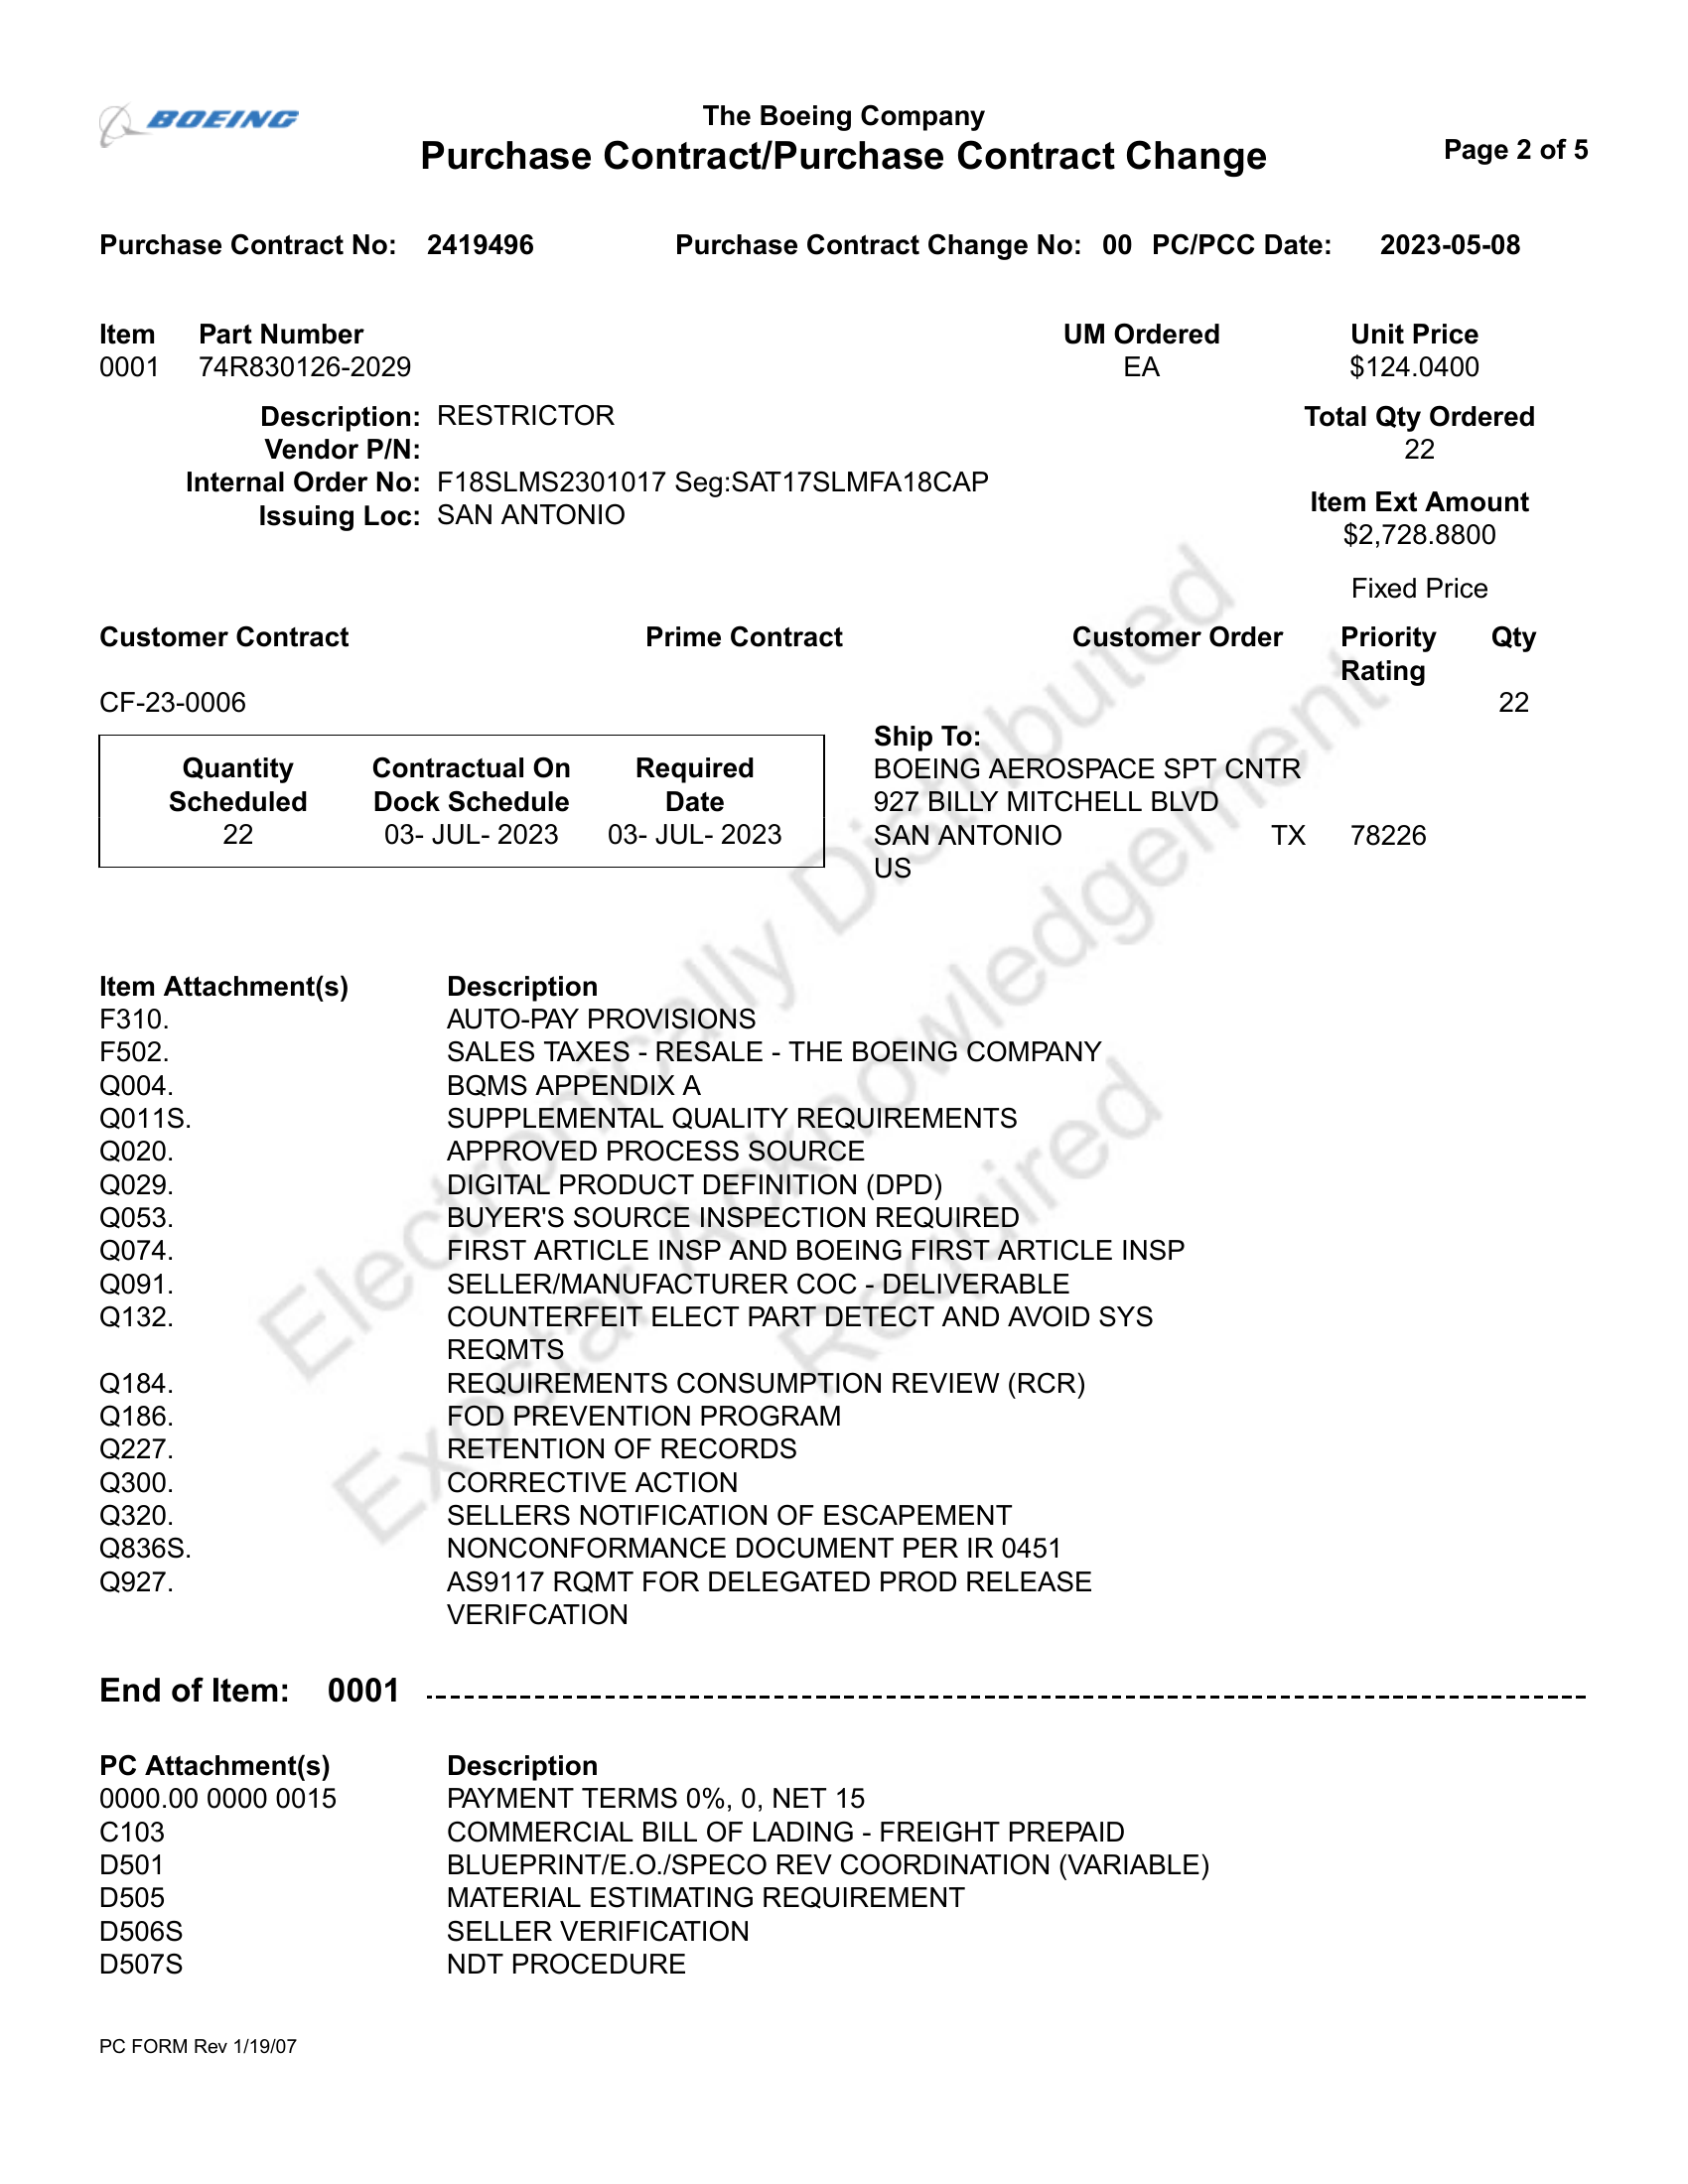 BOEING
The Boeing Company
Purchase Contract/Purchase Contract Change
Page 2 of 5
Purchase Contract No: 2419496 Purchase Contract Change No: 00 PC/PCC Date: 2023-05-08
Item Part Number UM Ordered Unit Price
0001 74R830126-2029 EA $124.0400
Description: RESTRICTOR Total Qty Ordered
Vendor P/N: 22
Internal Order No: F18SLMS2301017 Seg:SAT17SLMFA18CAP
Item Ext Amount
Issuing Loc: SAN ANTONIO
$2,728.8800
Fixed Price
Customer Contract Prime Contract Customer Order Priority Qty
Rating
CF-23-0006 22
Ship To:
Quantity Contractual On Required
BOEING AEROSPACE SPT CNTR
Scheduled Dock Schedule Date
927 BILLY MITCHELL BLVD
22 03- JUL- 2023 03- JUL- 2023
SAN ANTONIO TX 78226
US
Item Attachment(s) Description
F310. AUTO-PAY PROVISIONS
F502. SALES TAXES - RESALE - THE BOEING COMPANY
Q004. BQMS APPENDIX A
Q011S. SUPPLEMENTAL QUALITY REQUIREMENTS
Q020. APPROVED PROCESS SOURCE
Q029. DIGITAL PRODUCT DEFINITION (DPD)
Q053. BUYER'S SOURCE INSPECTION REQUIRED
Q074. FIRST ARTICLE INSP AND BOEING FIRST ARTICLE INSP
Q091. SELLER/MANUFACTURER COC - DELIVERABLE
Q132. COUNTERFEIT ELECT PART DETECT AND AVOID SYS
REQMTS
Q184. REQUIREMENTS CONSUMPTION REVIEW (RCR)
Q186. FOD PREVENTION PROGRAM
Q227. RETENTION OF RECORDS
Q300. CORRECTIVE ACTION
Q320. SELLERS NOTIFICATION OF ESCAPEMENT
Q836S. NONCONFORMANCE DOCUMENT PER IR 0451
Q927. AS9117 RQMT FOR DELEGATED PROD RELEASE
VERIFCATION
End of Item: 0001
PC Attachment(s) Description
0000.00 0000 0015 PAYMENT TERMS 0%, 0, NET 15
C103 COMMERCIAL BILL OF LADING - FREIGHT PREPAID
D501 BLUEPRINT/E.O./SPECO REV COORDINATION (VARIABLE)
D505 MATERIAL ESTIMATING REQUIREMENT
D506S SELLER VERIFICATION
D507S NDT PROCEDURE
PC FORM Rev 1/19/07
Electronically Distributed
Exostar Acknowledgement
Required